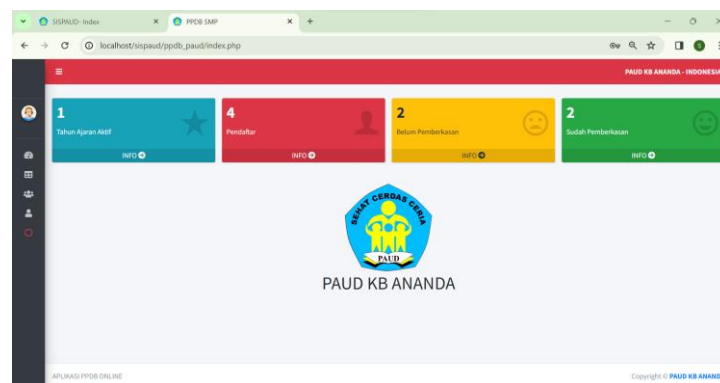 SISPAUD- Index
PPDB SMP
localhost/sispaud/ppdb_paud/index.php
PAUD KB ANANDA - INDONESIA
1
Tahun Ajaran Aktif
INFO
4
Pendaftar
INFO
2
Belum Pemberkasan
INFO
2
Sudah Pemberkasan
INFO
SEHAT CERDAS CERIA
PAUD
PAUD KB ANANDA
APLIKASI PPDB ONLINE
Copyright © PAUD KB ANAND